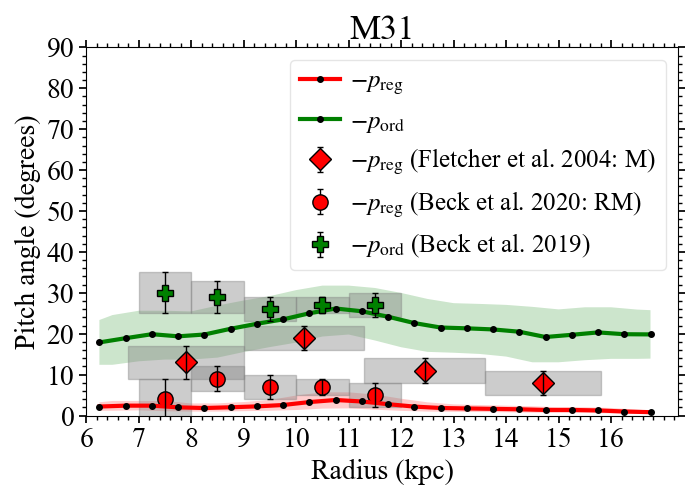 M31
Pitch angle (degrees)
90
80
70
60
50
40
30
20
10
0
−p_reg
−p_ord
−p_reg (Fletcher et al. 2004: M)
−p_reg (Beck et al. 2020: RM)
−p_ord (Beck et al. 2019)
6 7 8 9 10 11 12 13 14 15 16
Radius (kpc)